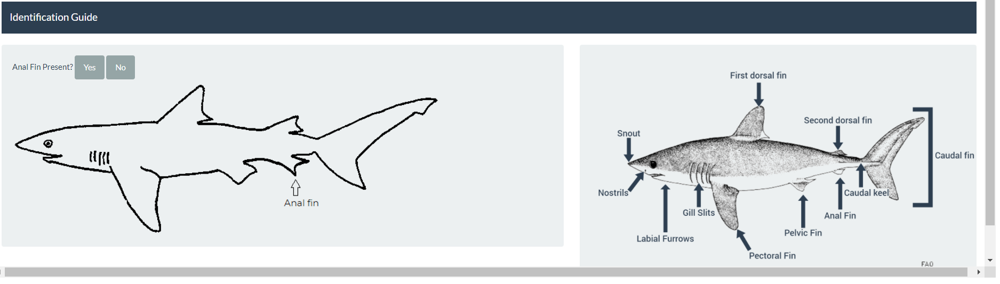 Identification Guide
Anal Fin Present? Yes No
Anal fin
First dorsal fin
Second dorsal fin
Snout
Caudal fin
Nostrils
Caudal keel
Gill Slits
Anal Fin
Labial Furrows
Pelvic Fin
Pectoral Fin
FAO